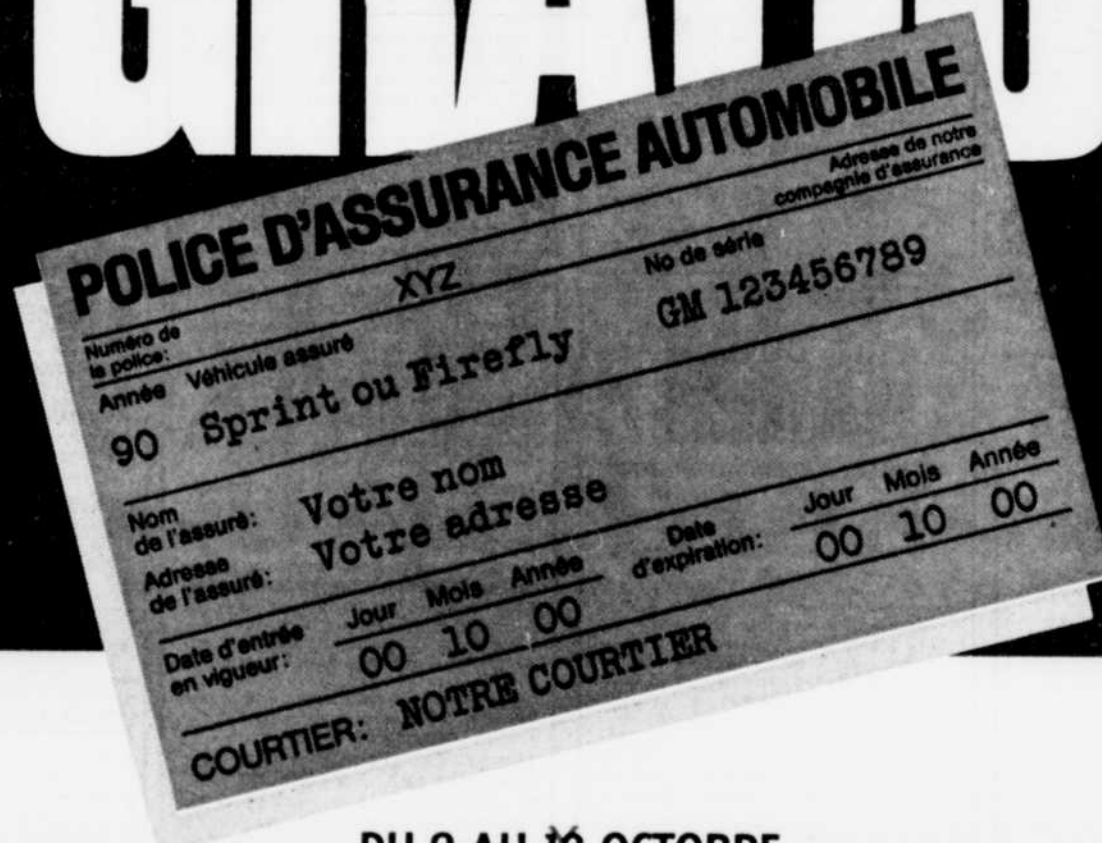 POLICE D'ASSURANCE AUTOMOBILE
Numéro de
la police:
XYZ
Adresse de notre
compagnie d'assurance
Année Véhicule assuré No de série
90 Sprint ou Firefly GM 123456789
Nom
de l'assuré: Votre nom
Adresse
de l'assuré: Votre adresse
Date d'entrée
en vigueur:
Jour Mois Année
00 10 00
Date
d'expiration:
Jour Mois Année
00 10 00
COURTIER: NOTRE COURTIER